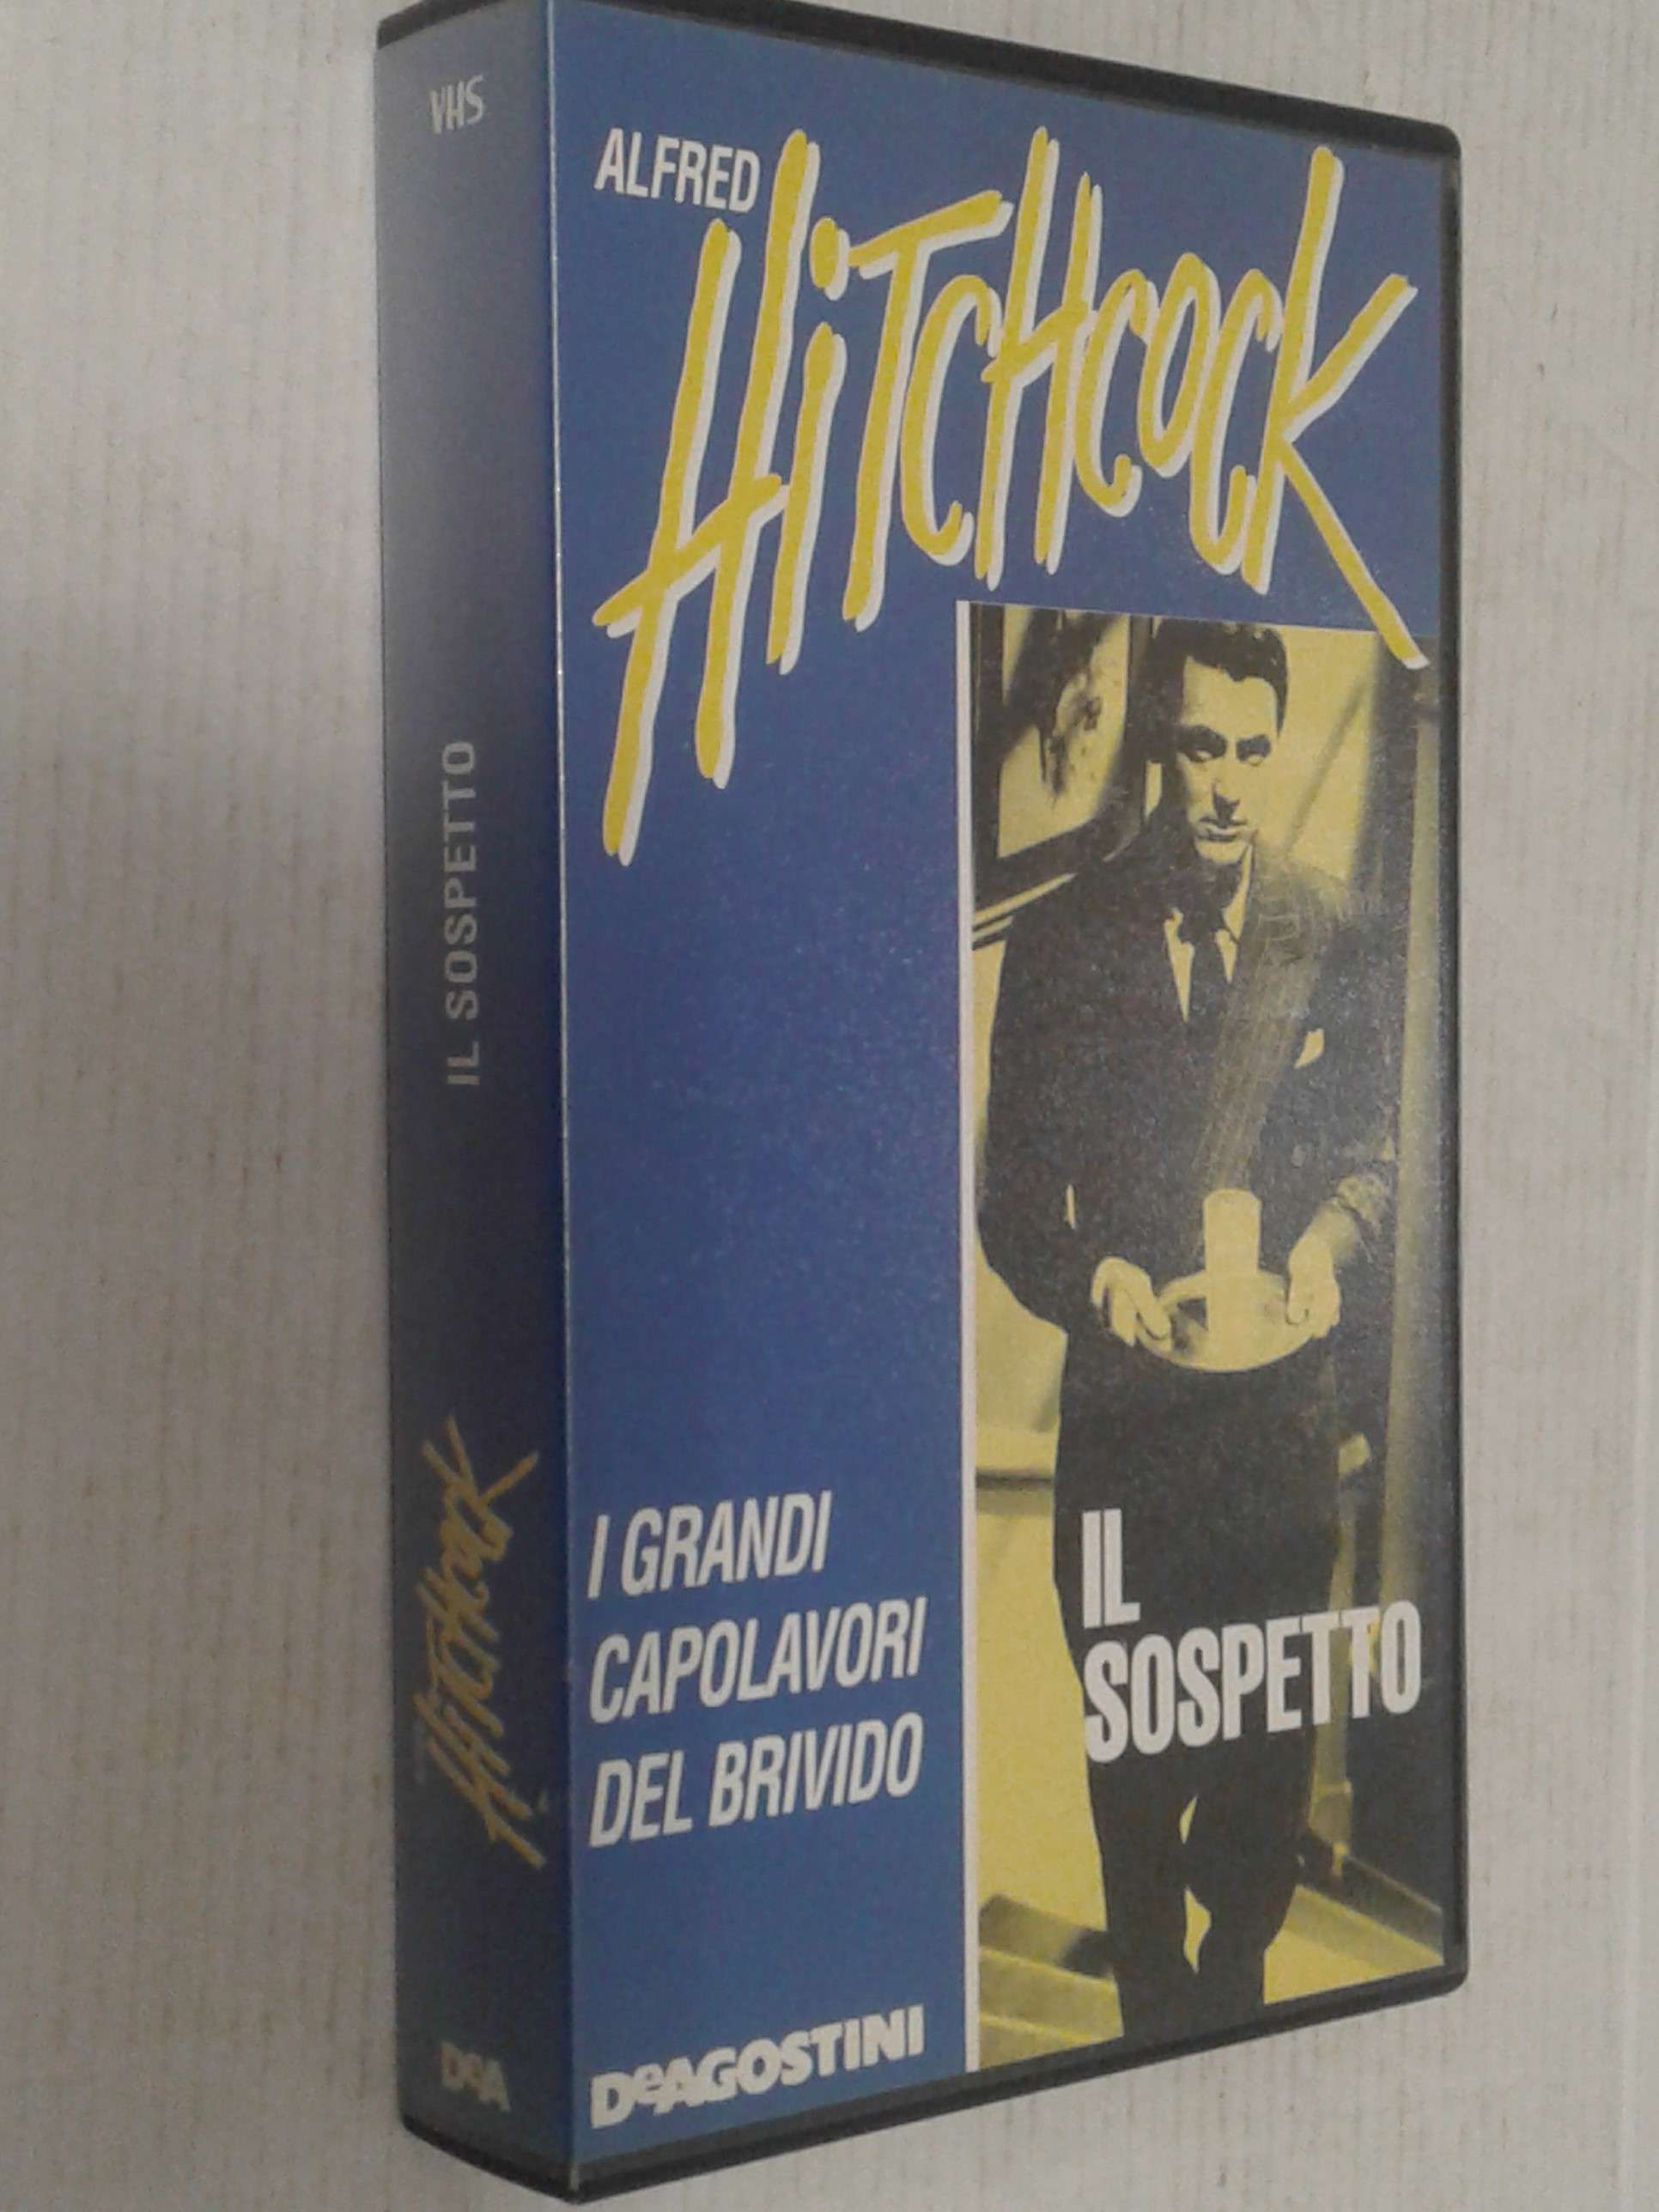 VHS
IL SOSPETTO
HiTCHcock
DeA
ALFRED
HiTCHcocK
I GRANDI
CAPOLAVORI
DEL BRIVIDO
DeAGOSTINI
IL
SOSPETTO